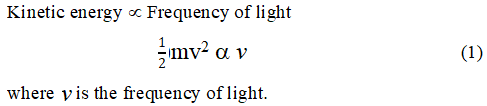 Kinetic energy ∝ Frequency of light
½mv² α ν (1)
where ν is the frequency of light.